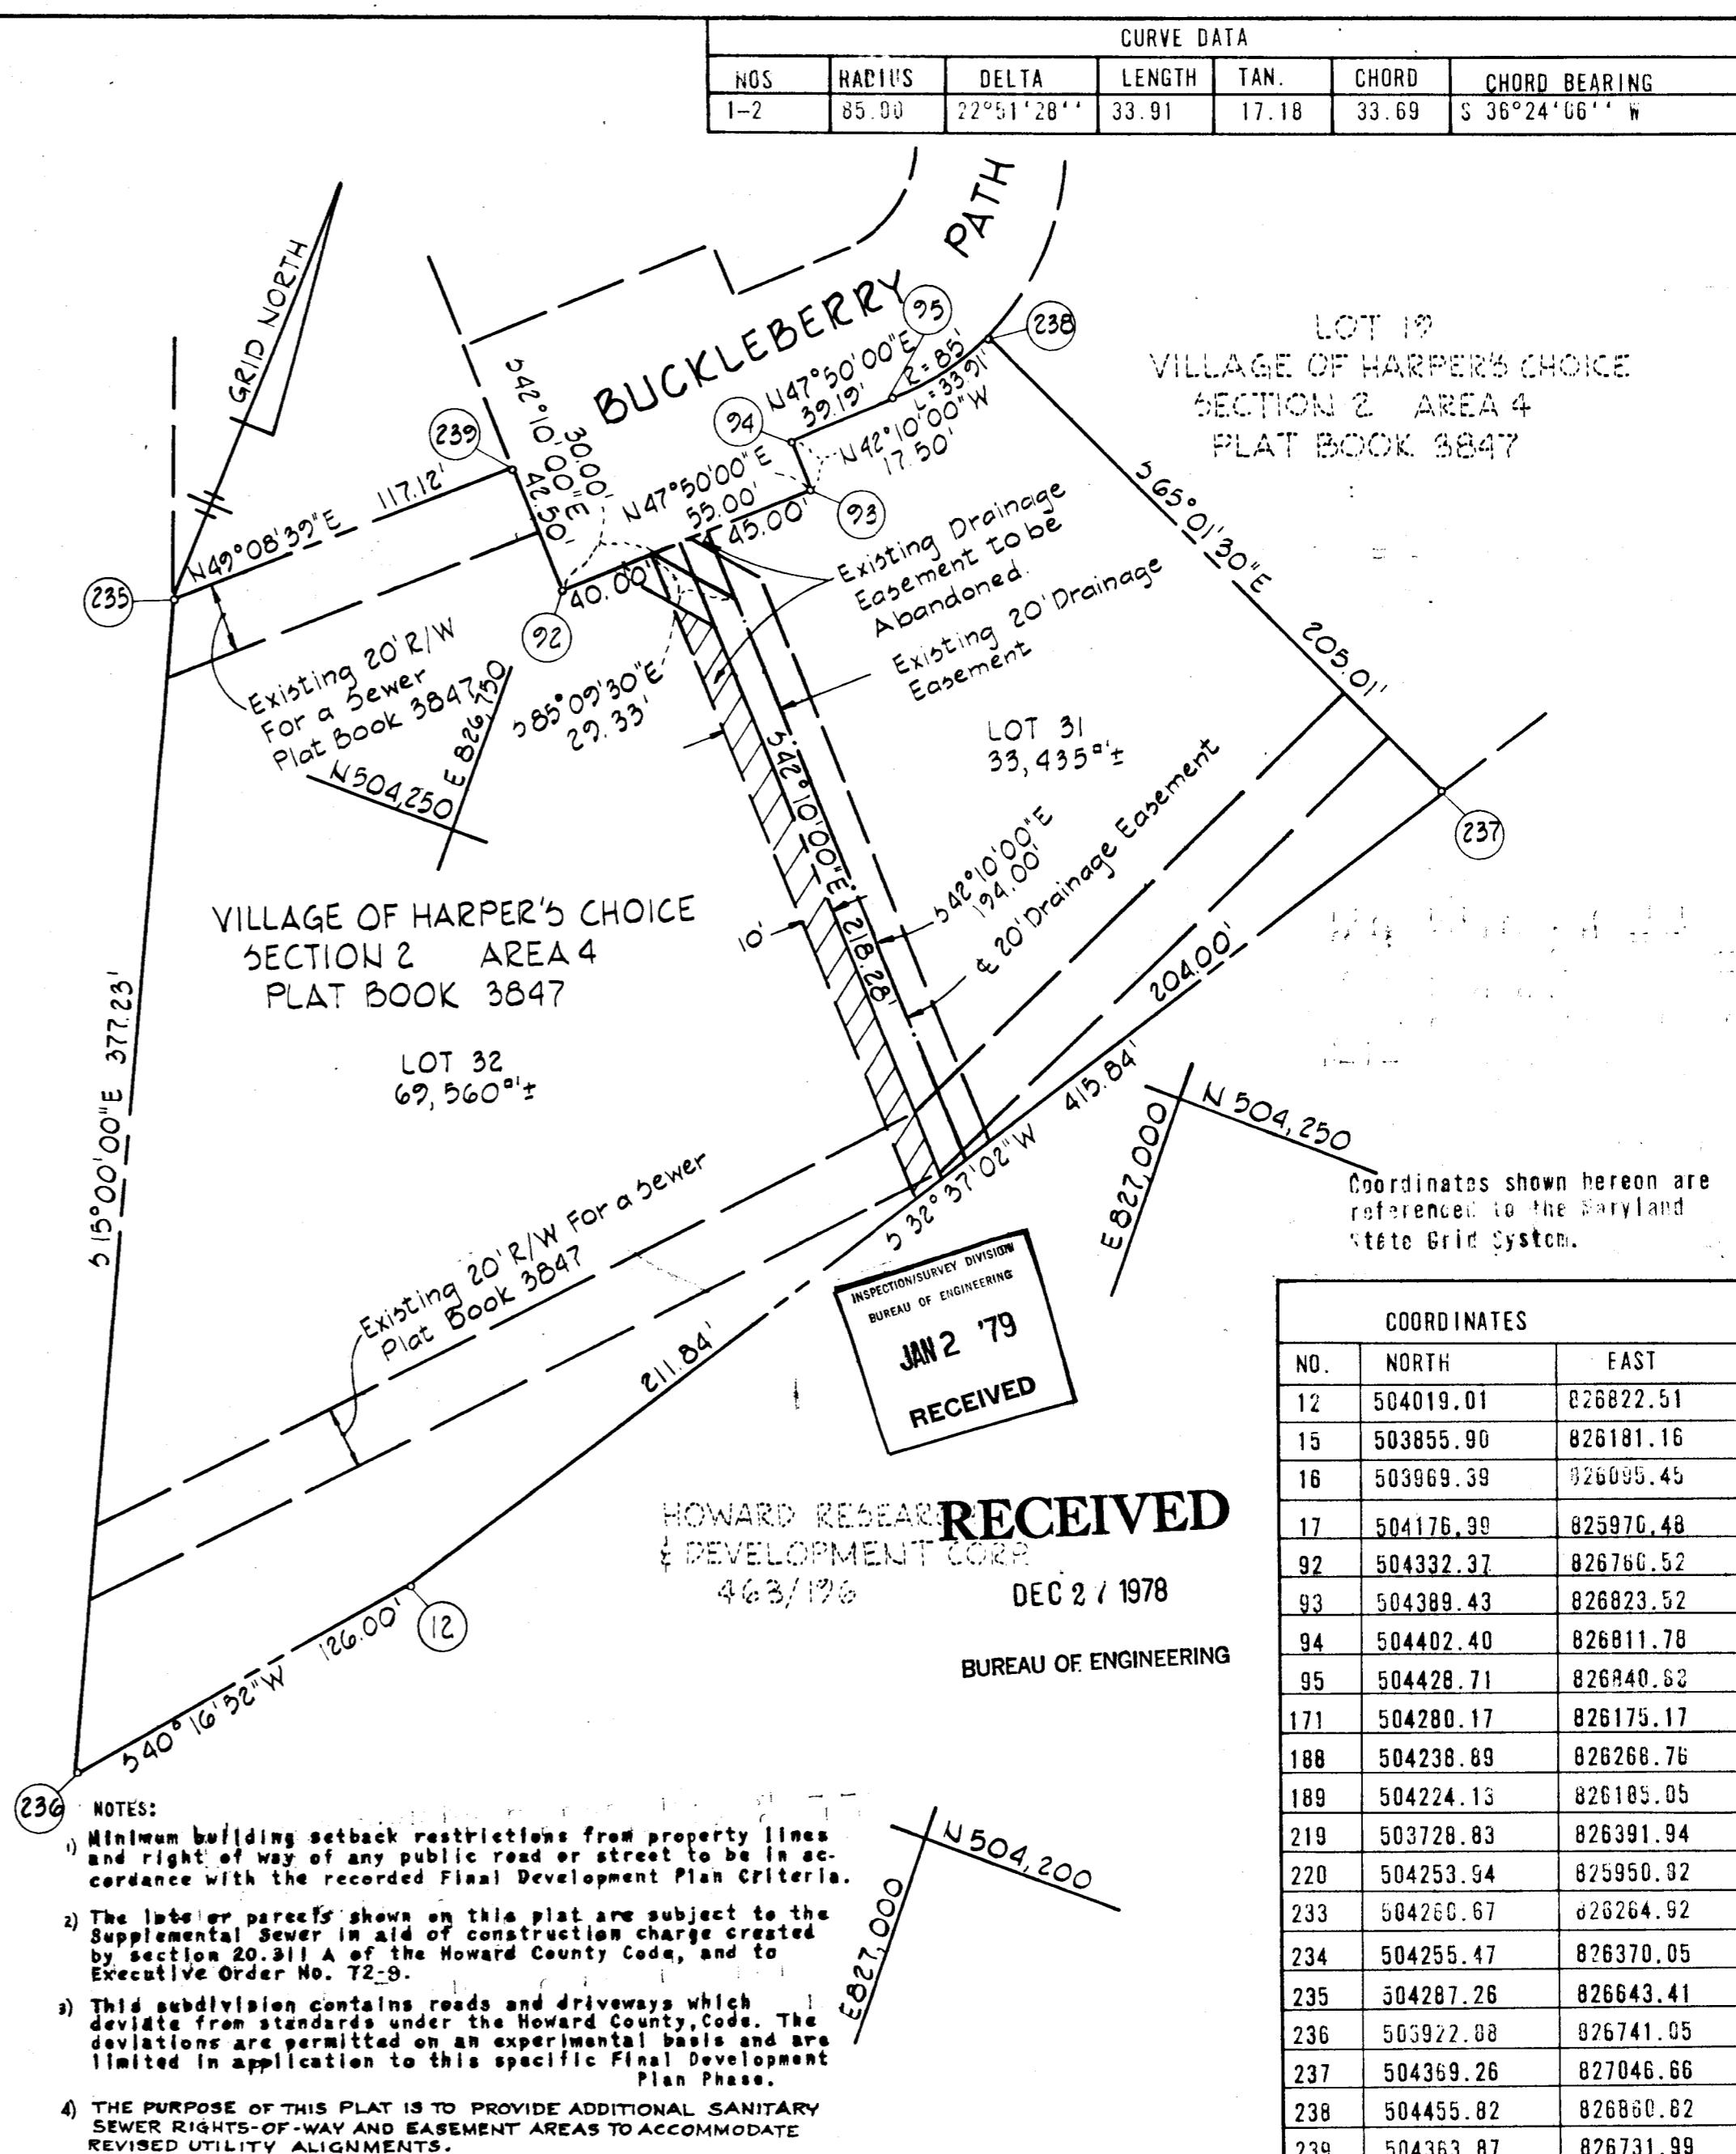 CURVE DATA
NOS RADIUS DELTA LENGTH TAN. CHORD CHORD BEARING
1-2 85.00 22°51'28'' 33.91 17.18 33.69 S 36°24'06'' W
GRID NORTH
BUCKLEBERRY PATH
LOT 19
VILLAGE OF HARPER'S CHOICE
SECTION 2 AREA 4
PLAT BOOK 3847
95
238
N47°50'00"E
39.19'
R=85'
L=33.91'
94
N42°10'00"W
17.50'
239
S42°10'00"E
30.00'
42.50'
N47°50'00"E
55.00'
45.00'
93
N49°08'39"E 117.12'
235
40.00'
92
Existing Drainage
Easement to be
Abandoned.
Existing 20' Drainage
Easement
S65°01'30"E
205.01'
Existing 20' R/W
For a Sewer
Plat Book 3847
S85°09'30"E
29.33'
N504,250
E 826,750
LOT 31
33,435□'±
237
S42°10'00"E
218.28'
S42°10'00"E
194.00'
℄ 20' Drainage Easement
10'
204.00'
VILLAGE OF HARPER'S CHOICE
SECTION 2 AREA 4
PLAT BOOK 3847
LOT 32
69,560□'±
S15°00'00"E 377.23'
415.84'
S 32°37'02"W
N 504,250
E827,000
Coordinates shown hereon are
referenced to the Maryland
State Grid System.
Existing 20' R/W For a Sewer
Plat Book 3847
211.84'
INSPECTION/SURVEY DIVISION
BUREAU OF ENGINEERING
JAN 2 '79
RECEIVED
HOWARD RESEARCH
& DEVELOPMENT CORP.
463/196
RECEIVED
DEC 27 1978
BUREAU OF ENGINEERING
12
S40°16'52"W 126.00'
236
N504,200
E827,000
COORDINATES
NO. NORTH EAST
12 504019.01 826822.51
15 503855.90 826181.16
16 503969.39 826095.45
17 504176.99 825970.48
92 504332.37 826760.52
93 504389.43 826823.52
94 504402.40 826811.78
95 504428.71 826840.82
171 504280.17 826175.17
188 504238.89 826268.76
189 504224.13 826185.05
219 503728.83 826391.94
220 504253.94 825950.92
233 504260.67 826264.92
234 504255.47 826370.05
235 504287.26 826643.41
236 503922.88 826741.05
237 504369.26 827046.66
238 504455.82 826860.82
239 504363.87 826731.99
NOTES:
1) Minimum building setback restrictions from property lines
and right of way of any public road or street to be in ac-
cordance with the recorded Final Development Plan Criteria.
2) The lots or parcels shown on this plat are subject to the
Supplemental Sewer in aid of construction charge created
by section 20.311 A of the Howard County Code, and to
Executive Order No. 72-9.
3) This subdivision contains roads and driveways which
deviate from standards under the Howard County, Code. The
deviations are permitted on an experimental basis and are
limited in application to this specific Final Development
Plan Phase.
4) THE PURPOSE OF THIS PLAT IS TO PROVIDE ADDITIONAL SANITARY
SEWER RIGHTS-OF-WAY AND EASEMENT AREAS TO ACCOMMODATE
REVISED UTILITY ALIGNMENTS.